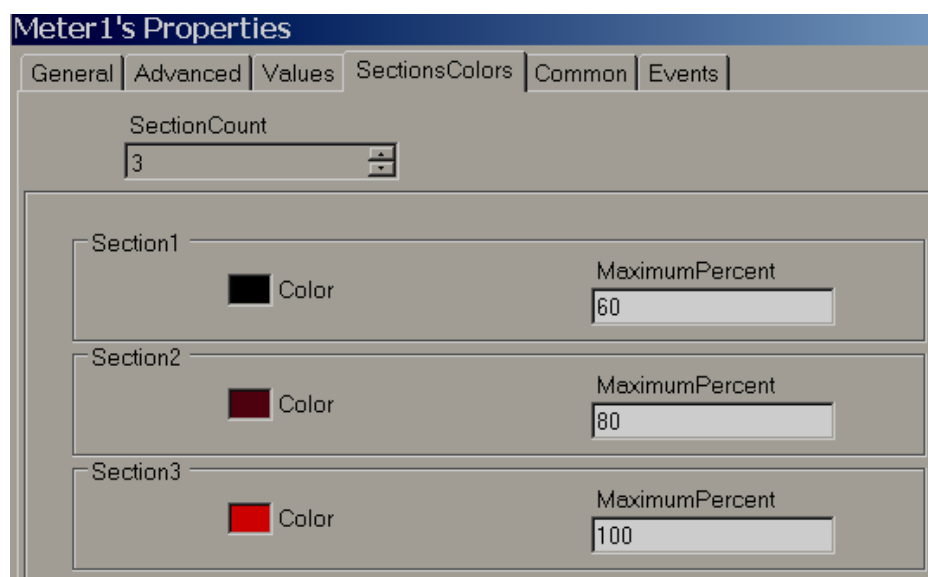 Meter1's Properties
General Advanced Values SectionsColors Common Events
SectionCount
3
Section1
Color
MaximumPercent
60
Section2
Color
MaximumPercent
80
Section3
Color
MaximumPercent
100